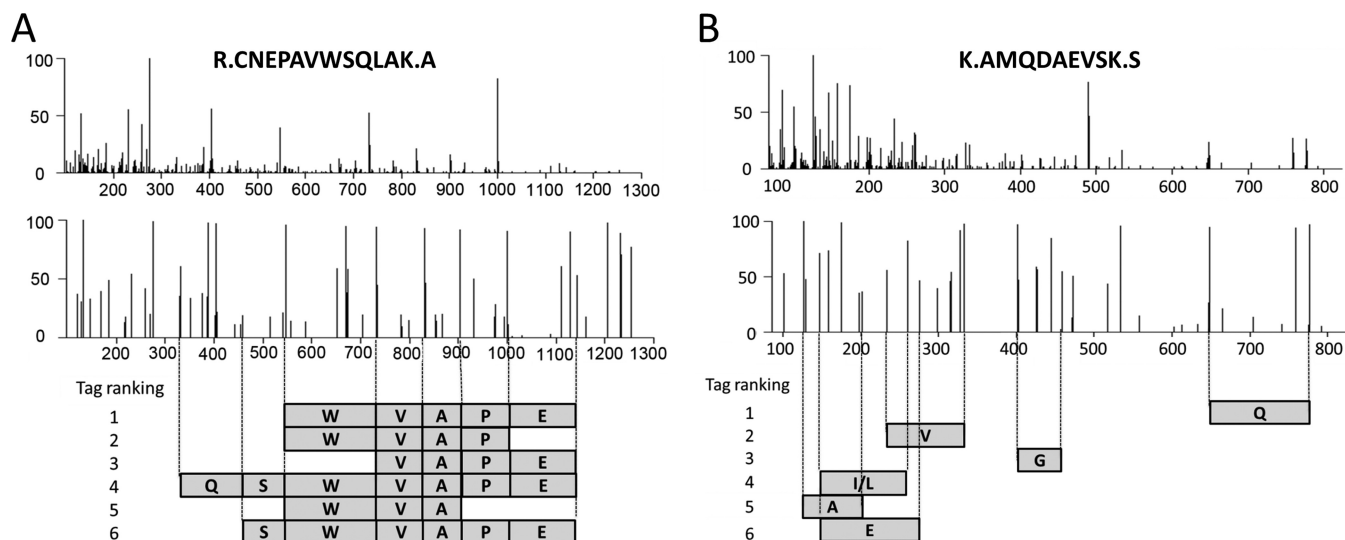 A
B
R.CNEPAVWSQLAK.A
K.AMQDAEVSK.S
100
50
0
200 300 400 500 600 700 800 900 1000 1100 1200 1300
100
50
0
100 200 300 400 500 600 700 800
100
50
0
200 300 400 500 600 700 800 900 1000 1100 1200 1300
100
50
0
100 200 300 400 500 600 700 800
Tag ranking
1 W V A P E
2 W V A P
3 V A P E
4 Q S W V A P E
5 W V A
6 S W V A P E
Tag ranking
1 Q
2 V
3 G
4 I/L
5 A
6 E